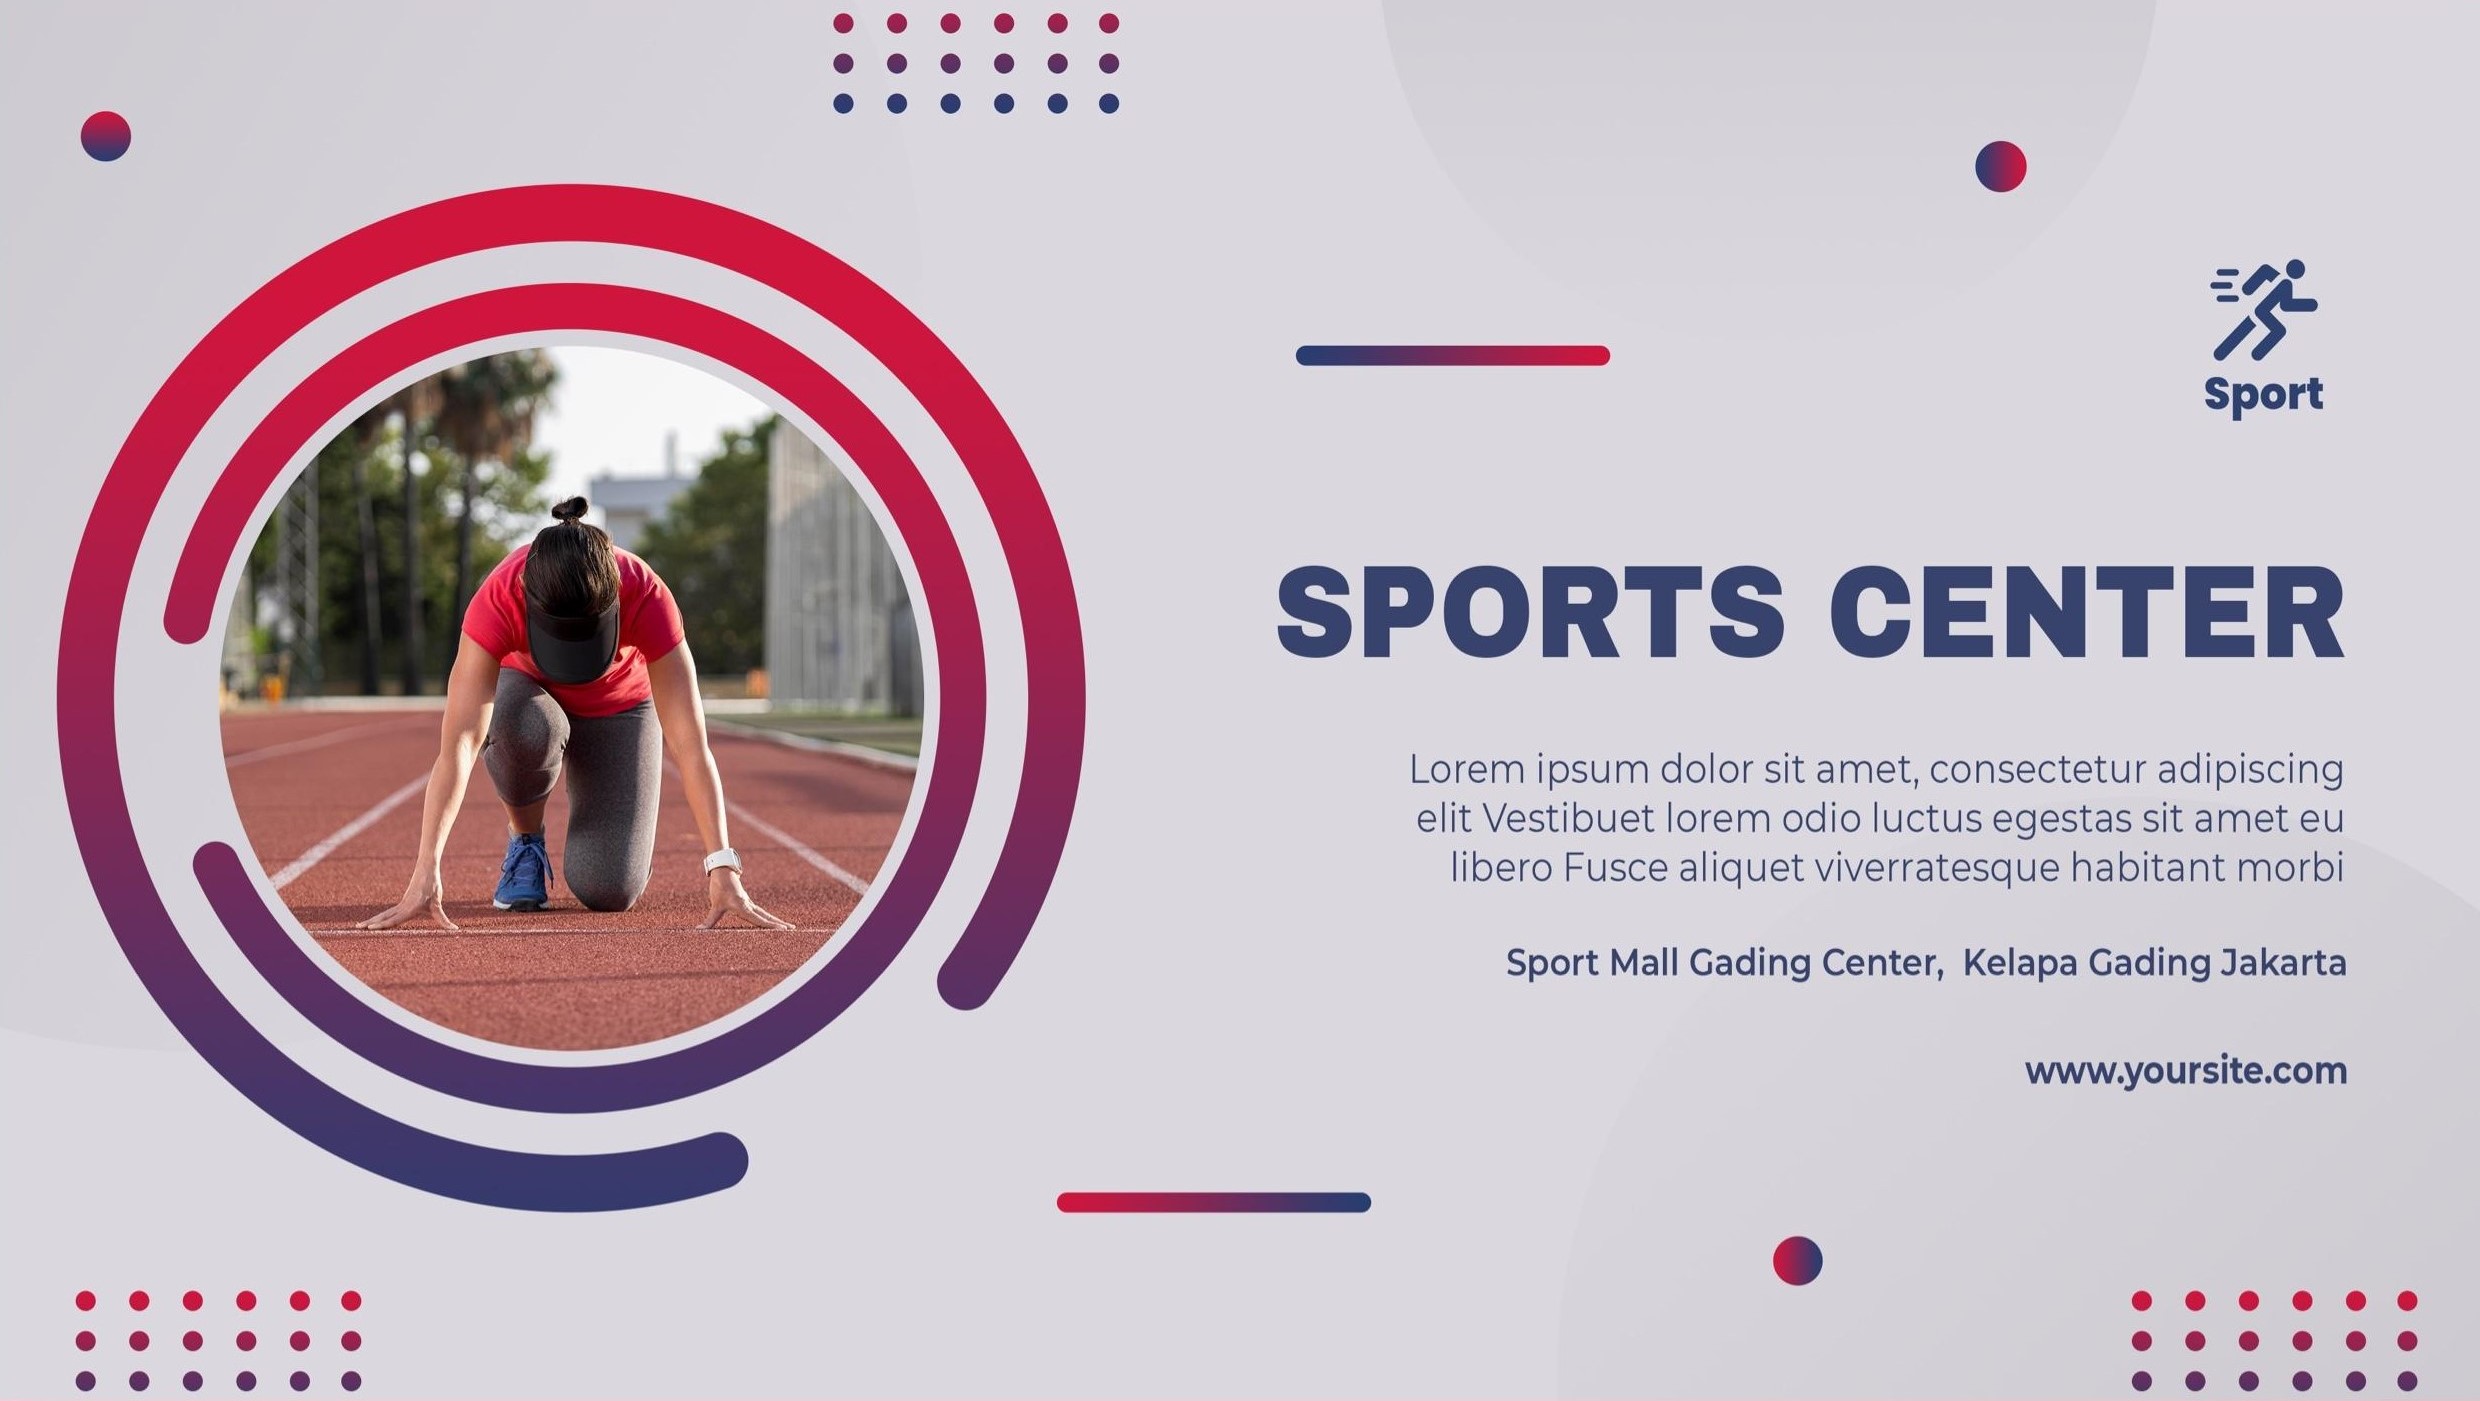 Sport
SPORTS CENTER
Lorem ipsum dolor sit amet, consectetur adipiscing
elit Vestibuet lorem odio luctus egestas sit amet eu
libero Fusce aliquet viverratesque habitant morbi
Sport Mall Gading Center,  Kelapa Gading Jakarta
www.yoursite.com